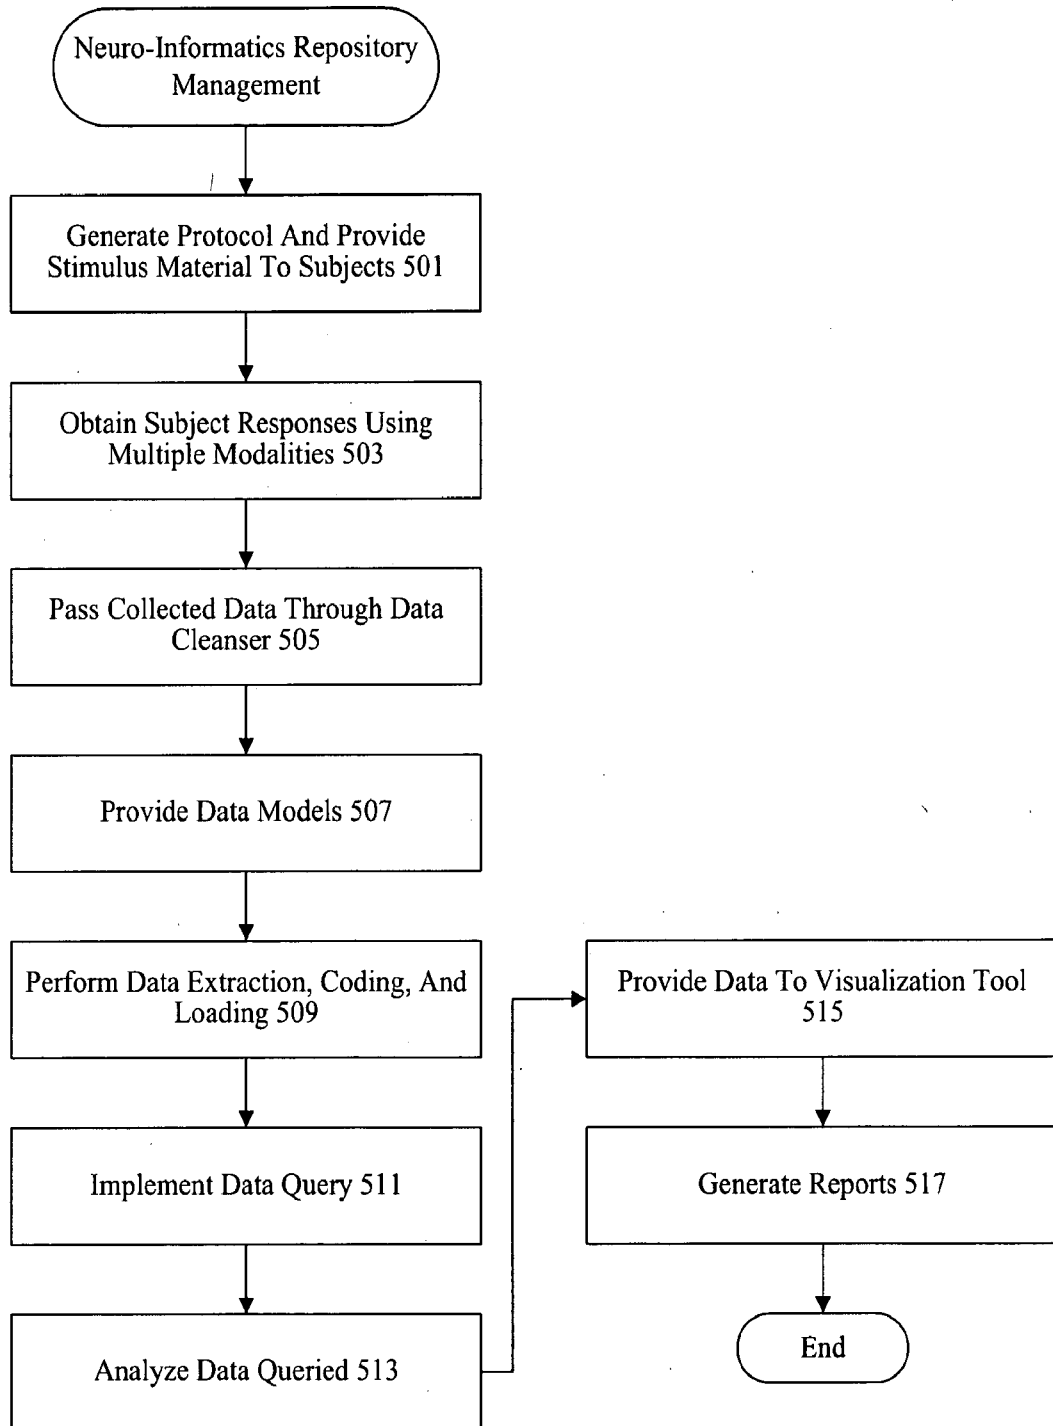 Neuro-Informatics Repository
Management
Generate Protocol And Provide
Stimulus Material To Subjects 501
Obtain Subject Responses Using
Multiple Modalities 503
Pass Collected Data Through Data
Cleanser 505
Provide Data Models 507
Perform Data Extraction, Coding, And
Loading 509
Implement Data Query 511
Analyze Data Queried 513
Provide Data To Visualization Tool
515
Generate Reports 517
End